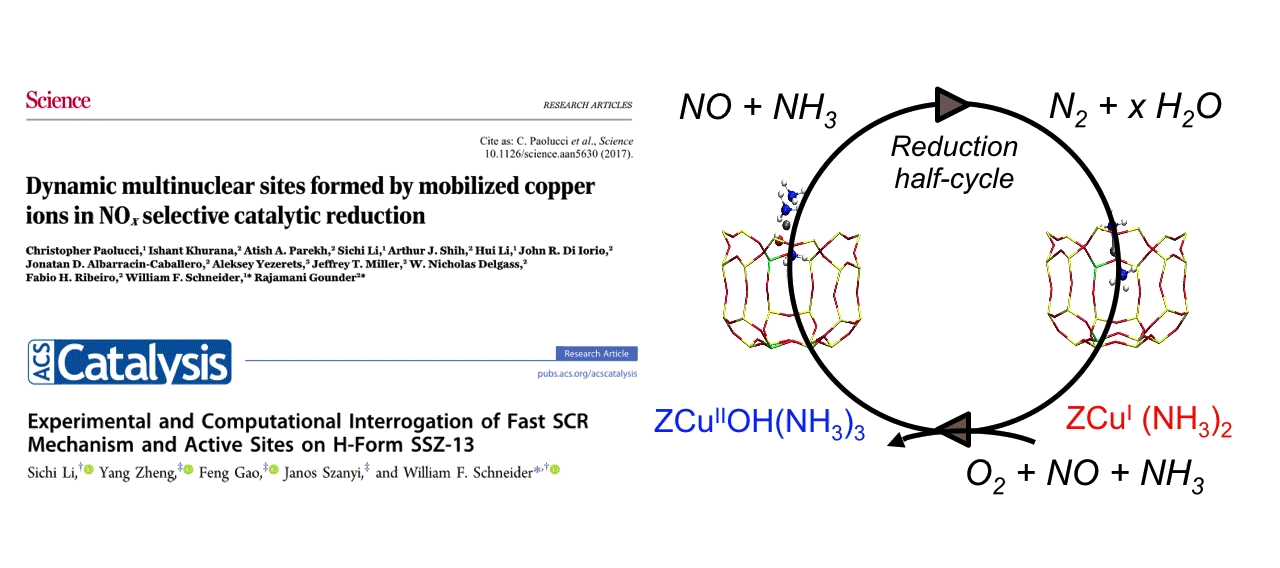 Science
RESEARCH ARTICLES
Cite as: C. Paolucci et al., Science
10.1126/science.aan5630 (2017).
Dynamic multinuclear sites formed by mobilized copper
ions in NOₓ selective catalytic reduction
Christopher Paolucci,¹ Ishant Khurana,² Atish A. Parekh,² Sichi Li,¹ Arthur J. Shih,² Hui Li,¹ John R. Di Iorio,²
Jonatan D. Albarracin-Caballero,² Aleksey Yezerets,³ Jeffrey T. Miller,² W. Nicholas Delgass,²
Fabio H. Ribeiro,² William F. Schneider,¹* Rajamani Gounder²*
ACS Catalysis
Research Article
pubs.acs.org/acscatalysis
Experimental and Computational Interrogation of Fast SCR
Mechanism and Active Sites on H-Form SSZ-13
Sichi Li,† Yang Zheng,‡ Feng Gao,‡ Janos Szanyi,‡ and William F. Schneider*,†
NO + NH₃
N₂ + x H₂O
Reduction
half-cycle
ZCuᴵᴵOH(NH₃)₃
ZCuᴵ (NH₃)₂
O₂ + NO + NH₃